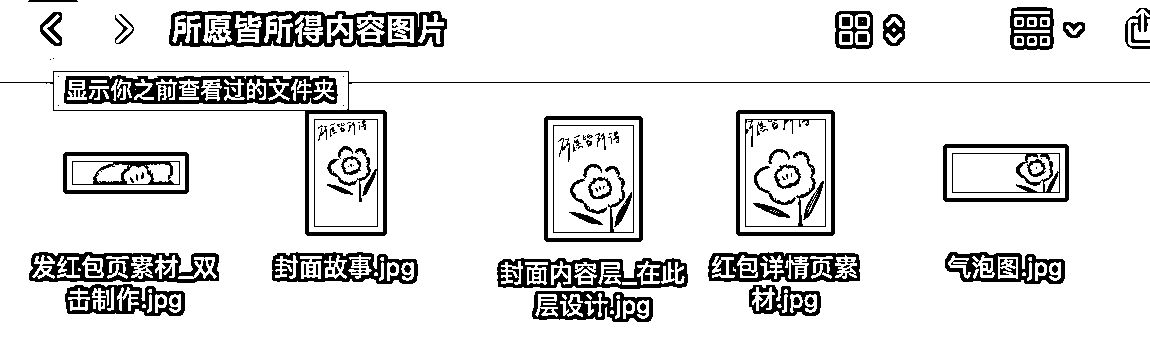 所愿皆所得内容图片
显示你之前查看过的文件夹
所愿皆所得
所愿皆所得
所愿皆所得
发红包页素材_双
击制作.jpg
封面故事.jpg
封面内容层_在此
层设计.jpg
红包详情页素
材.jpg
气泡图.jpg